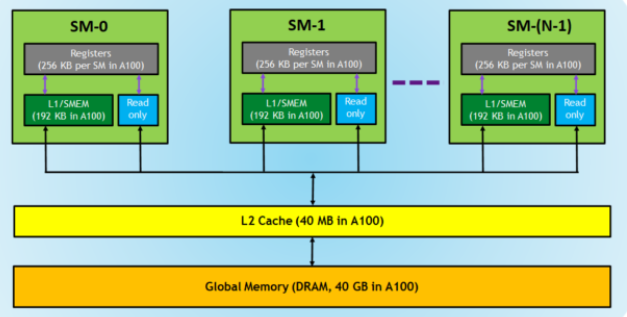 SM-0
Registers
(256 KB per SM in A100)
L1/SMEM
(192 KB in A100)
Read
only
SM-1
Registers
(256 KB per SM in A100)
L1/SMEM
(192 KB in A100)
Read
only
SM-(N-1)
Registers
(256 KB per SM in A100)
L1/SMEM
(192 KB in A100)
Read
only
L2 Cache (40 MB in A100)
Global Memory (DRAM, 40 GB in A100)